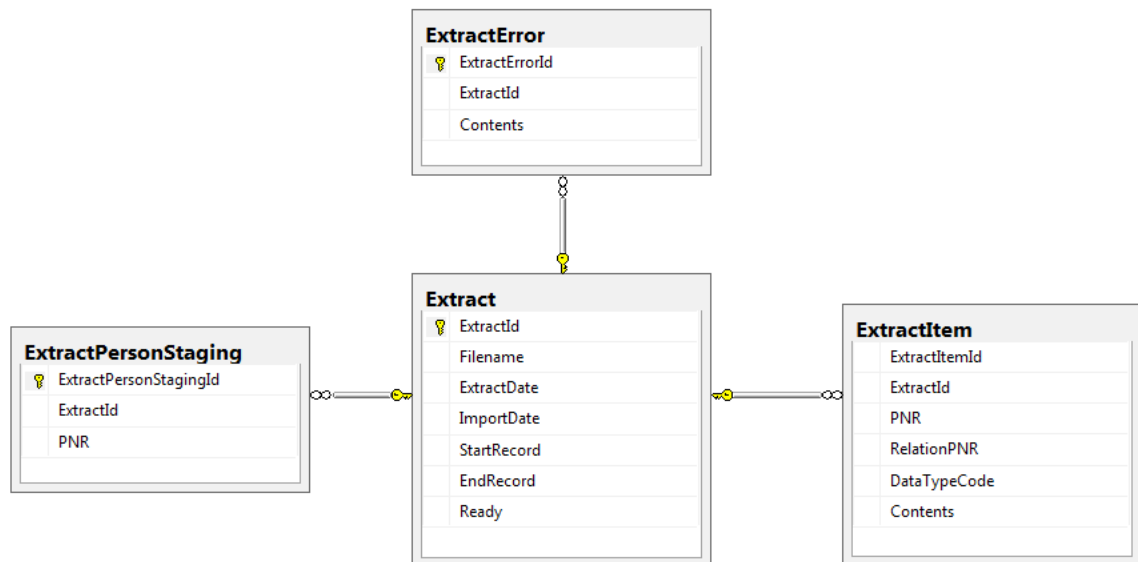 ExtractError
ExtractErrorId
ExtractId
Contents
Extract
ExtractId
Filename
ExtractDate
ImportDate
StartRecord
EndRecord
Ready
ExtractPersonStaging
ExtractPersonStagingId
ExtractId
PNR
ExtractItem
ExtractItemId
ExtractId
PNR
RelationPNR
DataTypeCode
Contents